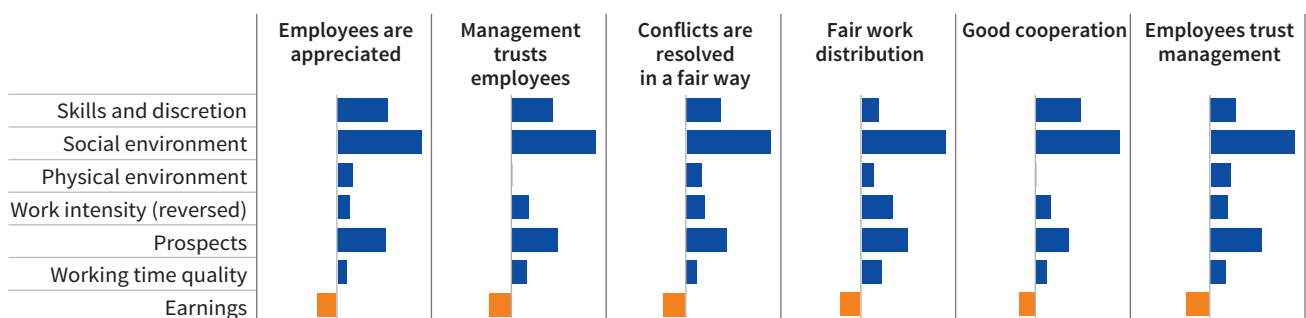 Employees are
appreciated
Management
trusts
employees
Conflicts are
resolved
in a fair way
Fair work
distribution
Good cooperation
Employees trust
management
Skills and discretion
Social environment
Physical environment
Work intensity (reversed)
Prospects
Working time quality
Earnings